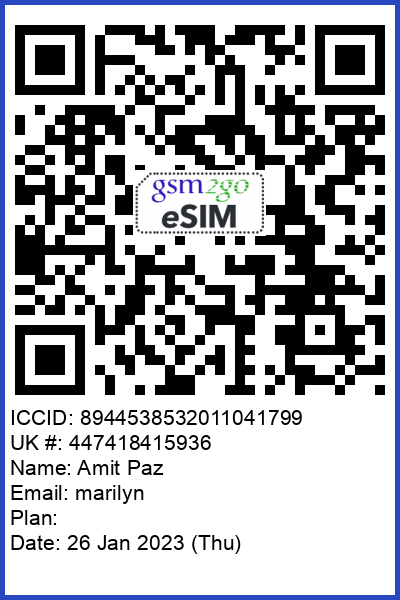 gsm2go
eSIM
ICCID: 8944538532011041799
UK #: 447418415936
Name: Amit Paz
Email: marilyn
Plan:
Date: 26 Jan 2023 (Thu)